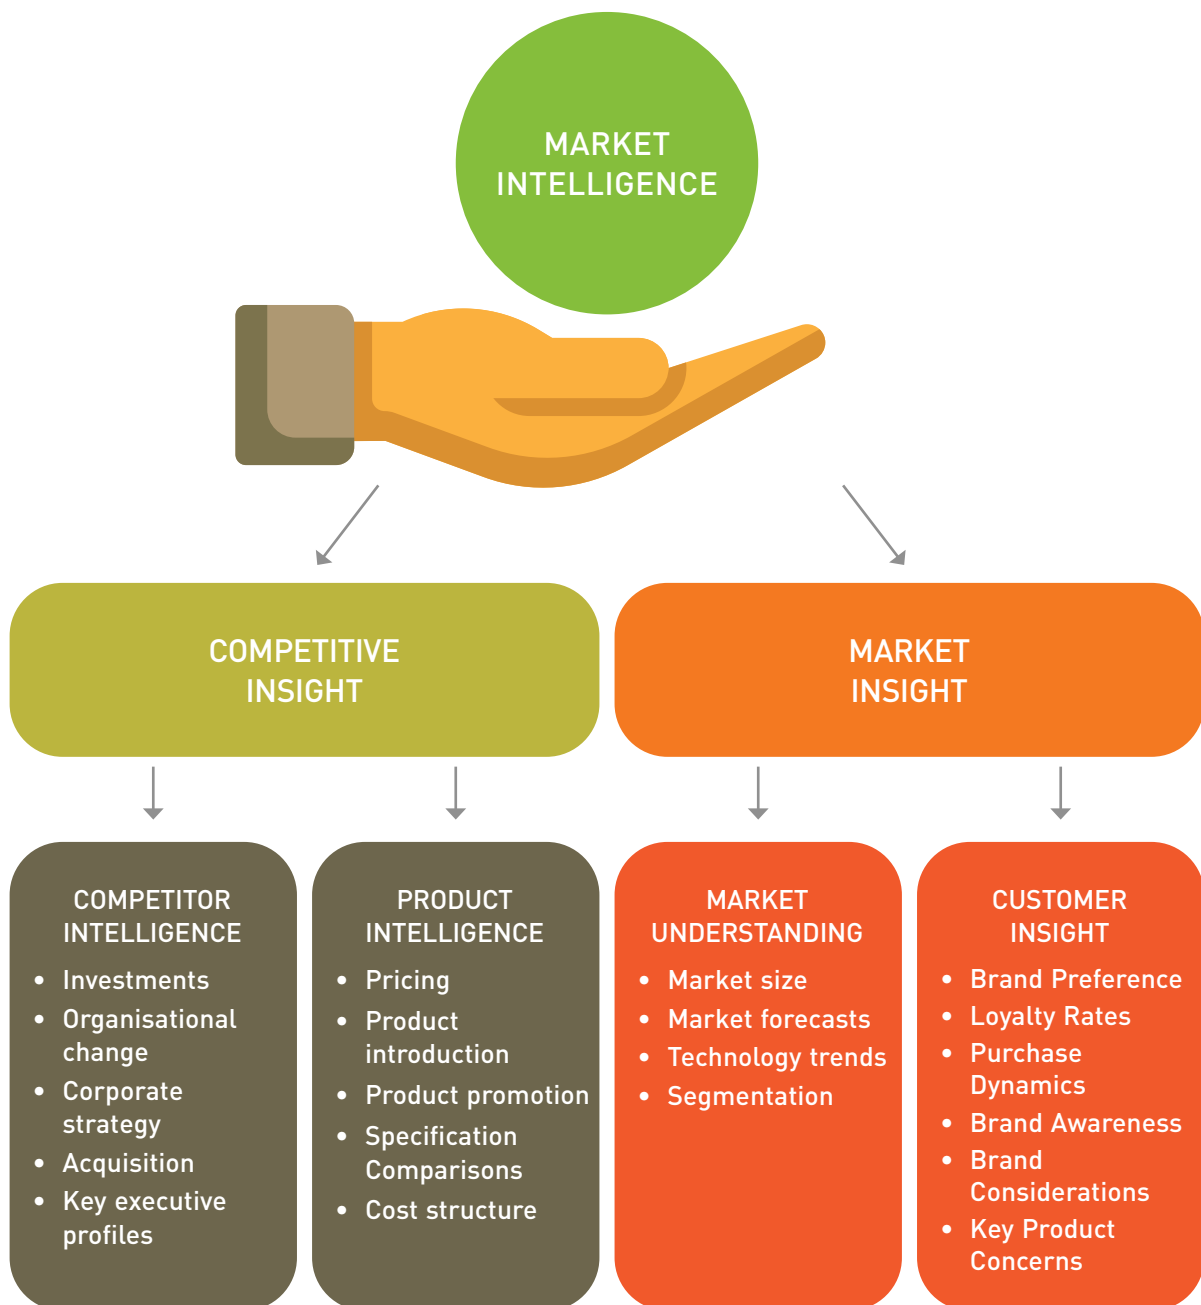 MARKET
INTELLIGENCE
COMPETITIVE
INSIGHT
MARKET
INSIGHT
COMPETITOR
INTELLIGENCE
• Investments
• Organisational
change
• Corporate
strategy
• Acquisition
• Key executive
profiles
PRODUCT
INTELLIGENCE
• Pricing
• Product
introduction
• Product promotion
• Specification
Comparisons
• Cost structure
MARKET
UNDERSTANDING
• Market size
• Market forecasts
• Technology trends
• Segmentation
CUSTOMER
INSIGHT
• Brand Preference
• Loyalty Rates
• Purchase
Dynamics
• Brand Awareness
• Brand
Considerations
• Key Product
Concerns